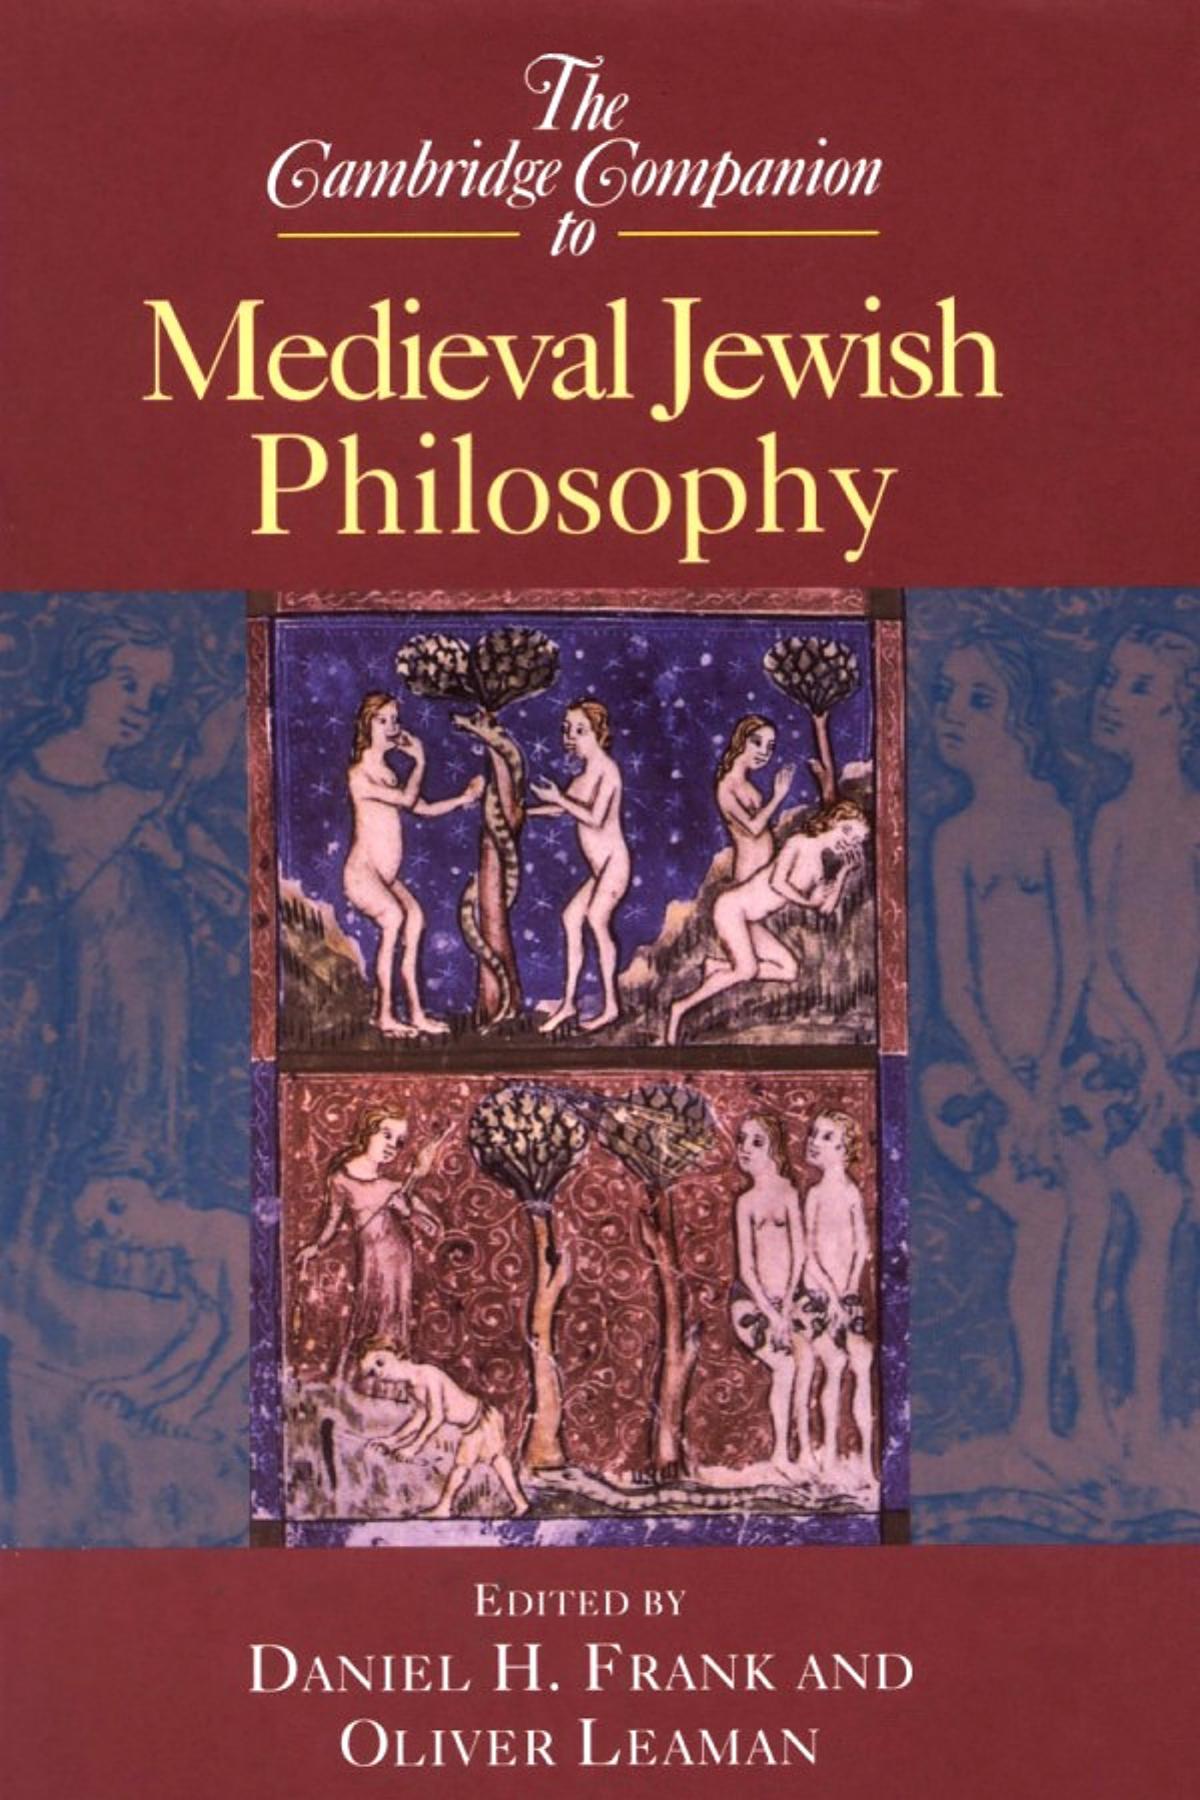 The
Cambridge Companion
to
Medieval Jewish
Philosophy
EDITED BY
DANIEL H. FRANK AND
OLIVER LEAMAN